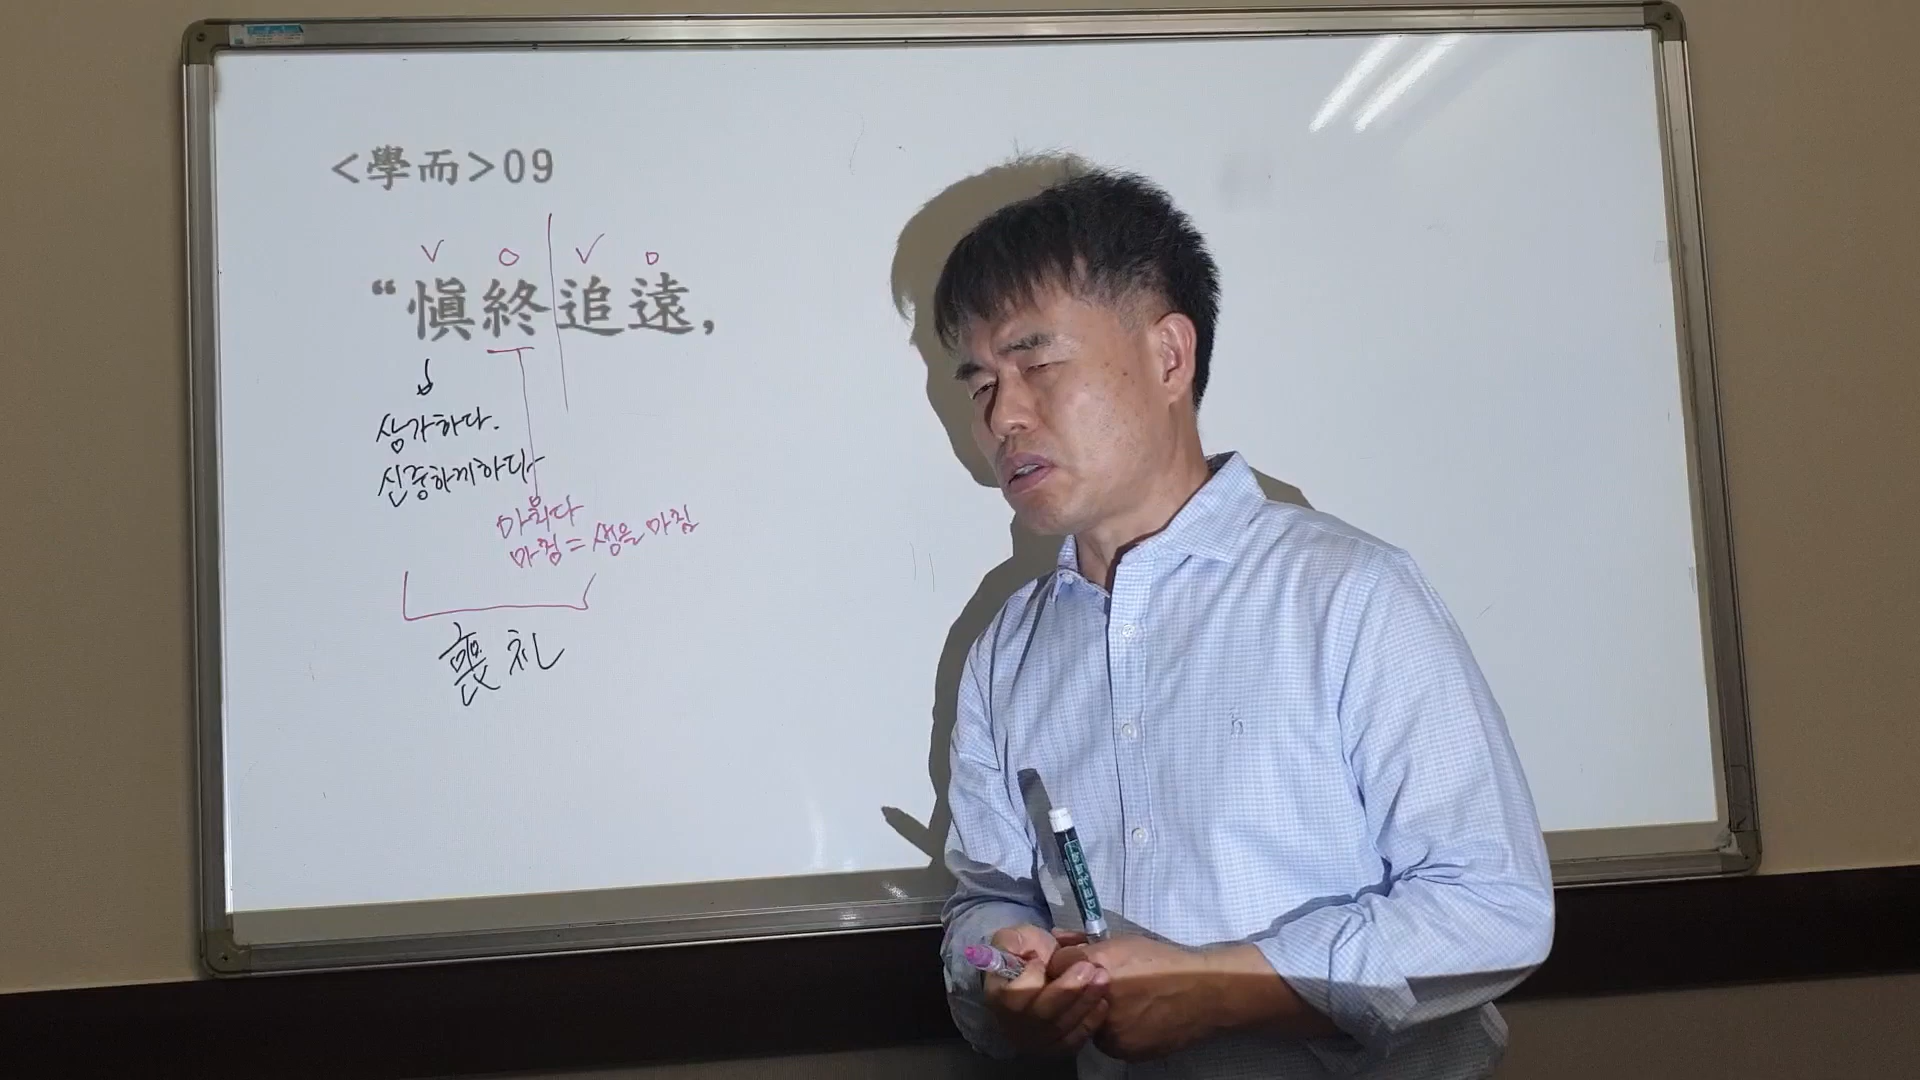 <學而>09
V O V O
“愼終追遠,
삼가하다.
신중하게하다
마치다
마침=생을 마침
喪礼